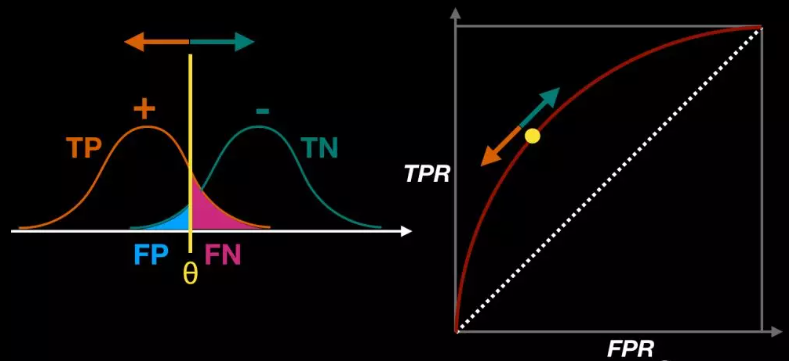 + -
TP TN
TPR
FP FN
θ
FPR